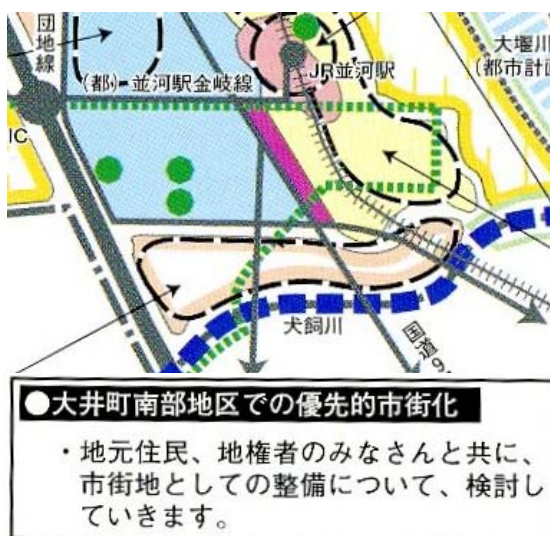 団地線
大堰川
(都市計画
JR並河駅
(都)並河駅金岐線
IC
犬飼川
国道9
●大井町南部地区での優先的市街化
・地元住民、地権者のみなさんと共に、
市街地としての整備について、検討し
ていきます。